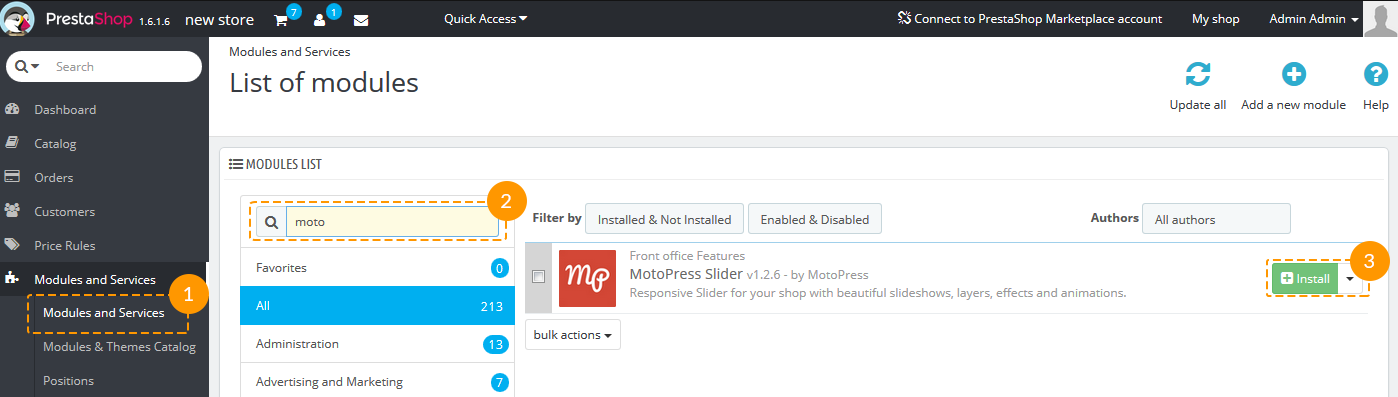 PrestaShop 1.6.1.6 new store 7 1 Quick Access Connect to PrestaShop Marketplace account My shop Admin Admin
Search
Dashboard
Catalog
Orders
Customers
Price Rules
Modules and Services
1
Modules and Services
Modules & Themes Catalog
Positions
Modules and Services
List of modules
Update all Add a new module Help
MODULES LIST
2
moto
Favorites 0
All 213
Administration 13
Advertising and Marketing 7
Filter by Installed & Not Installed Enabled & Disabled Authors All authors
MP
Front office Features
MotoPress Slider v1.2.6 - by MotoPress
Responsive Slider for your shop with beautiful slideshows, layers, effects and animations.
3
Install
bulk actions